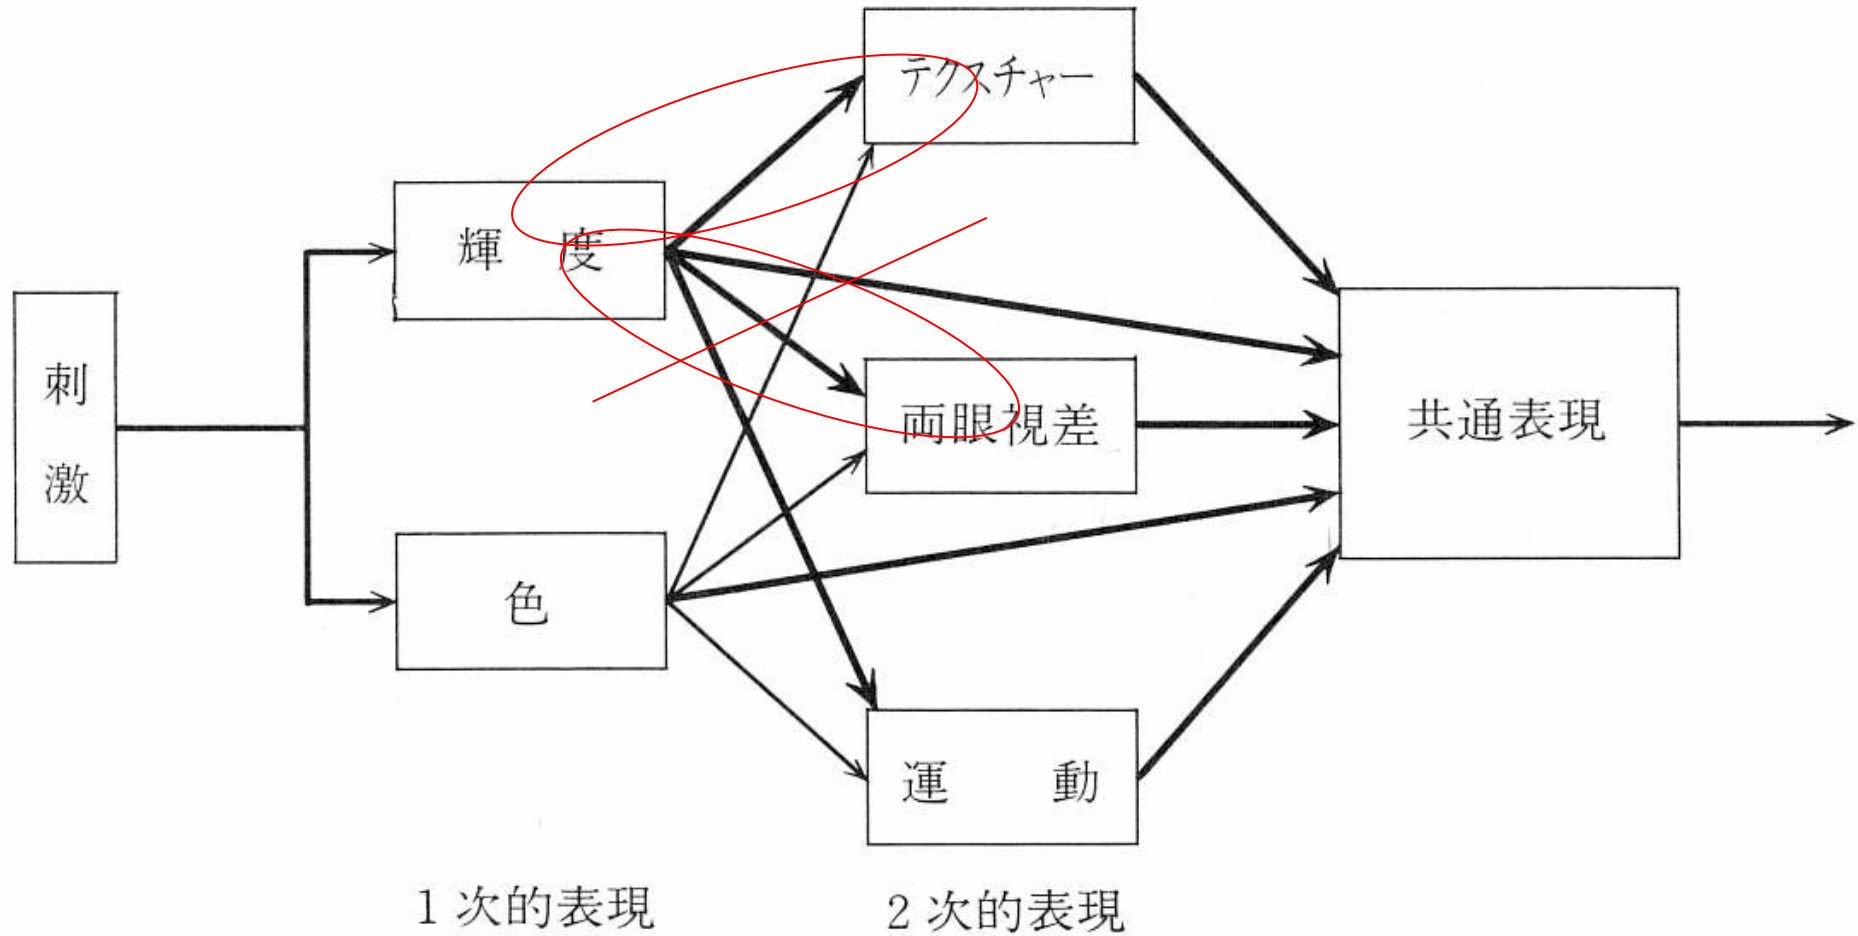 テクスチャー
輝 度
刺
激
両眼視差
共通表現
色
運 動
1次的表現
2次的表現